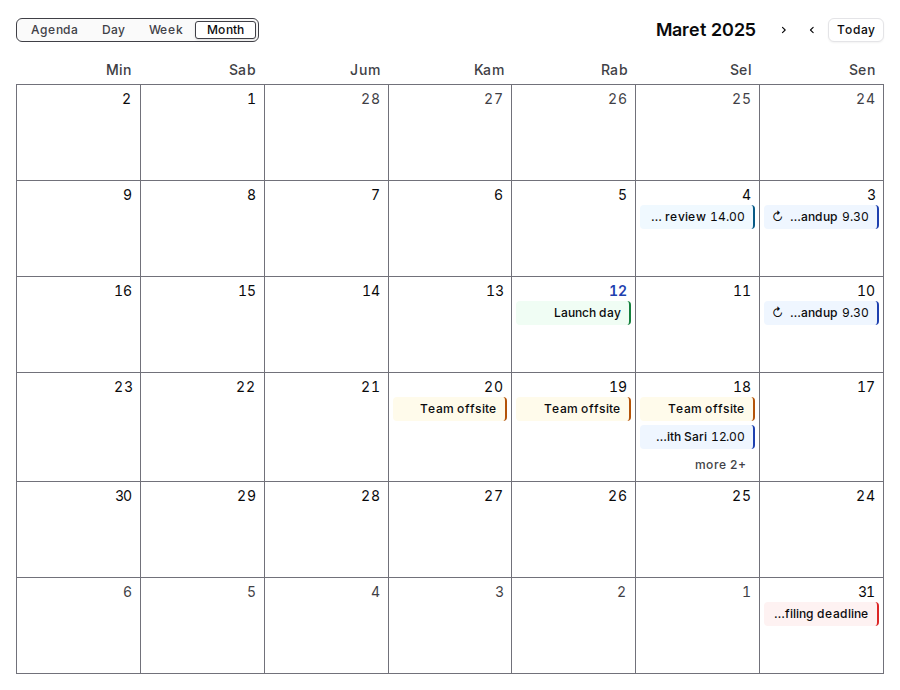 Agenda Day Week Month
Maret 2025 › ‹ Today
Min Sab Jum Kam Rab Sel Sen
2 1 28 27 26 25 24
9 8 7 6 5 4 3
... review 14.00
↻ ...andup 9.30
16 15 14 13 12 11 10
Launch day
↻ ...andup 9.30
23 22 21 20 19 18 17
Team offsite
Team offsite
Team offsite
...ith Sari 12.00
more 2+
30 29 28 27 26 25 24
6 5 4 3 2 1 31
...filing deadline